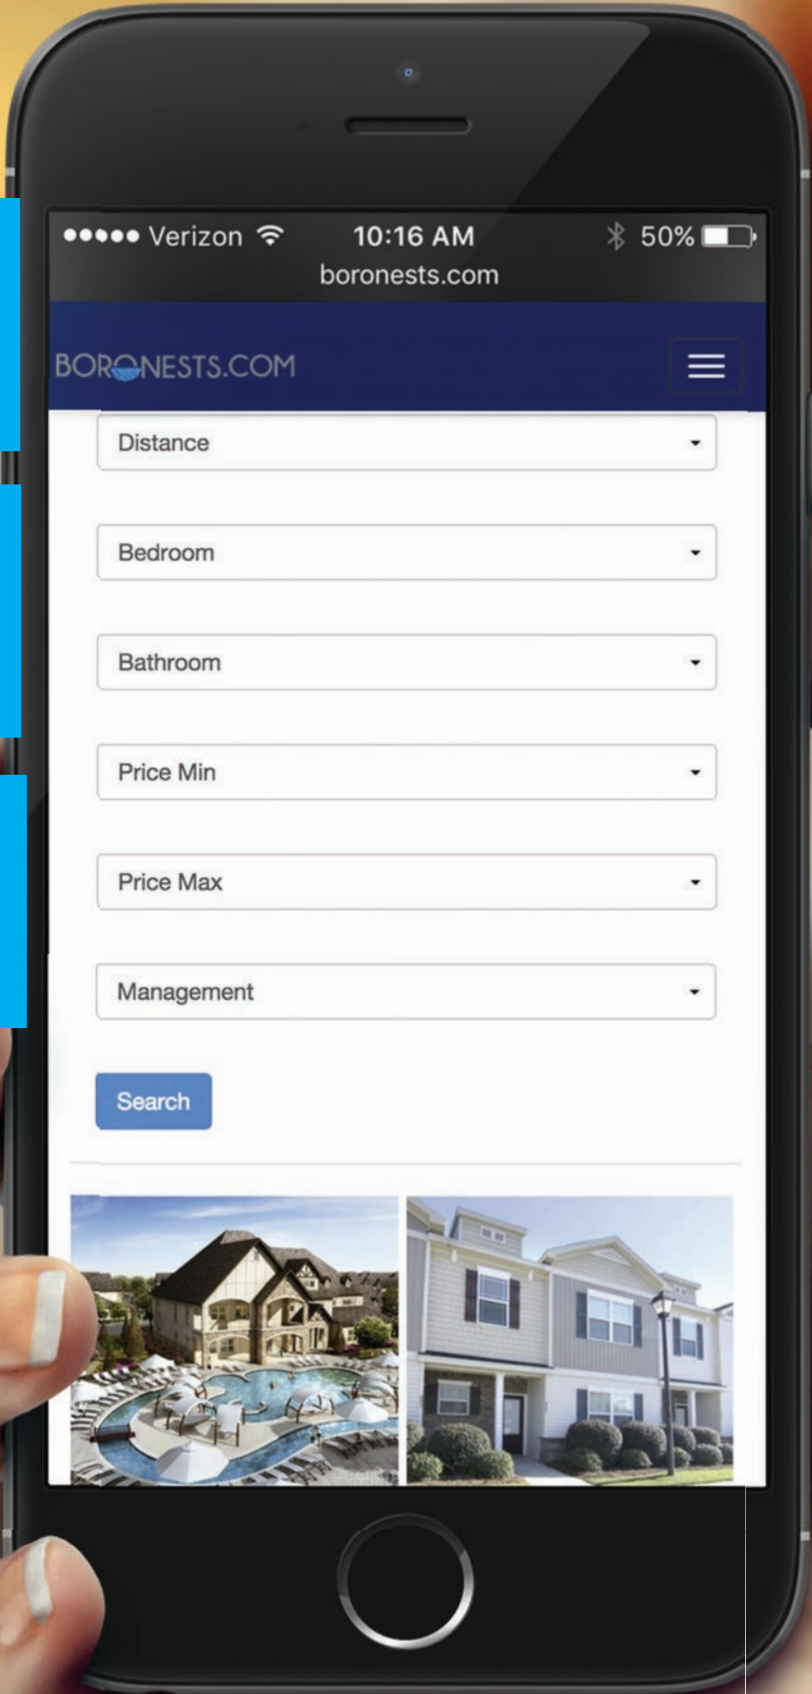 Verizon 10:16 AM 50%
boronests.com
BORONESTS.COM
Distance
Bedroom
Bathroom
Price Min
Price Max
Management
Search